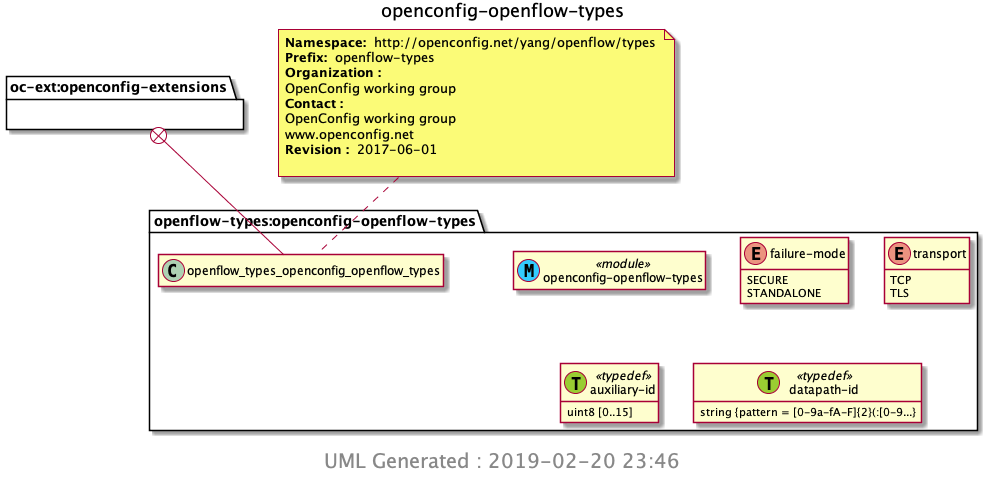 openconfig-openflow-types
Namespace: http://openconfig.net/yang/openflow/types
Prefix: openflow-types
Organization :
OpenConfig working group
Contact :
OpenConfig working group
www.openconfig.net
Revision : 2017-06-01
oc-ext:openconfig-extensions
openflow-types:openconfig-openflow-types
C openflow_types_openconfig_openflow_types
M «module»
openconfig-openflow-types
E failure-mode
SECURE
STANDALONE
E transport
TCP
TLS
T «typedef»
auxiliary-id
uint8 [0..15]
T «typedef»
datapath-id
string {pattern = [0-9a-fA-F]{2}(:[0-9...}
UML Generated : 2019-02-20 23:46